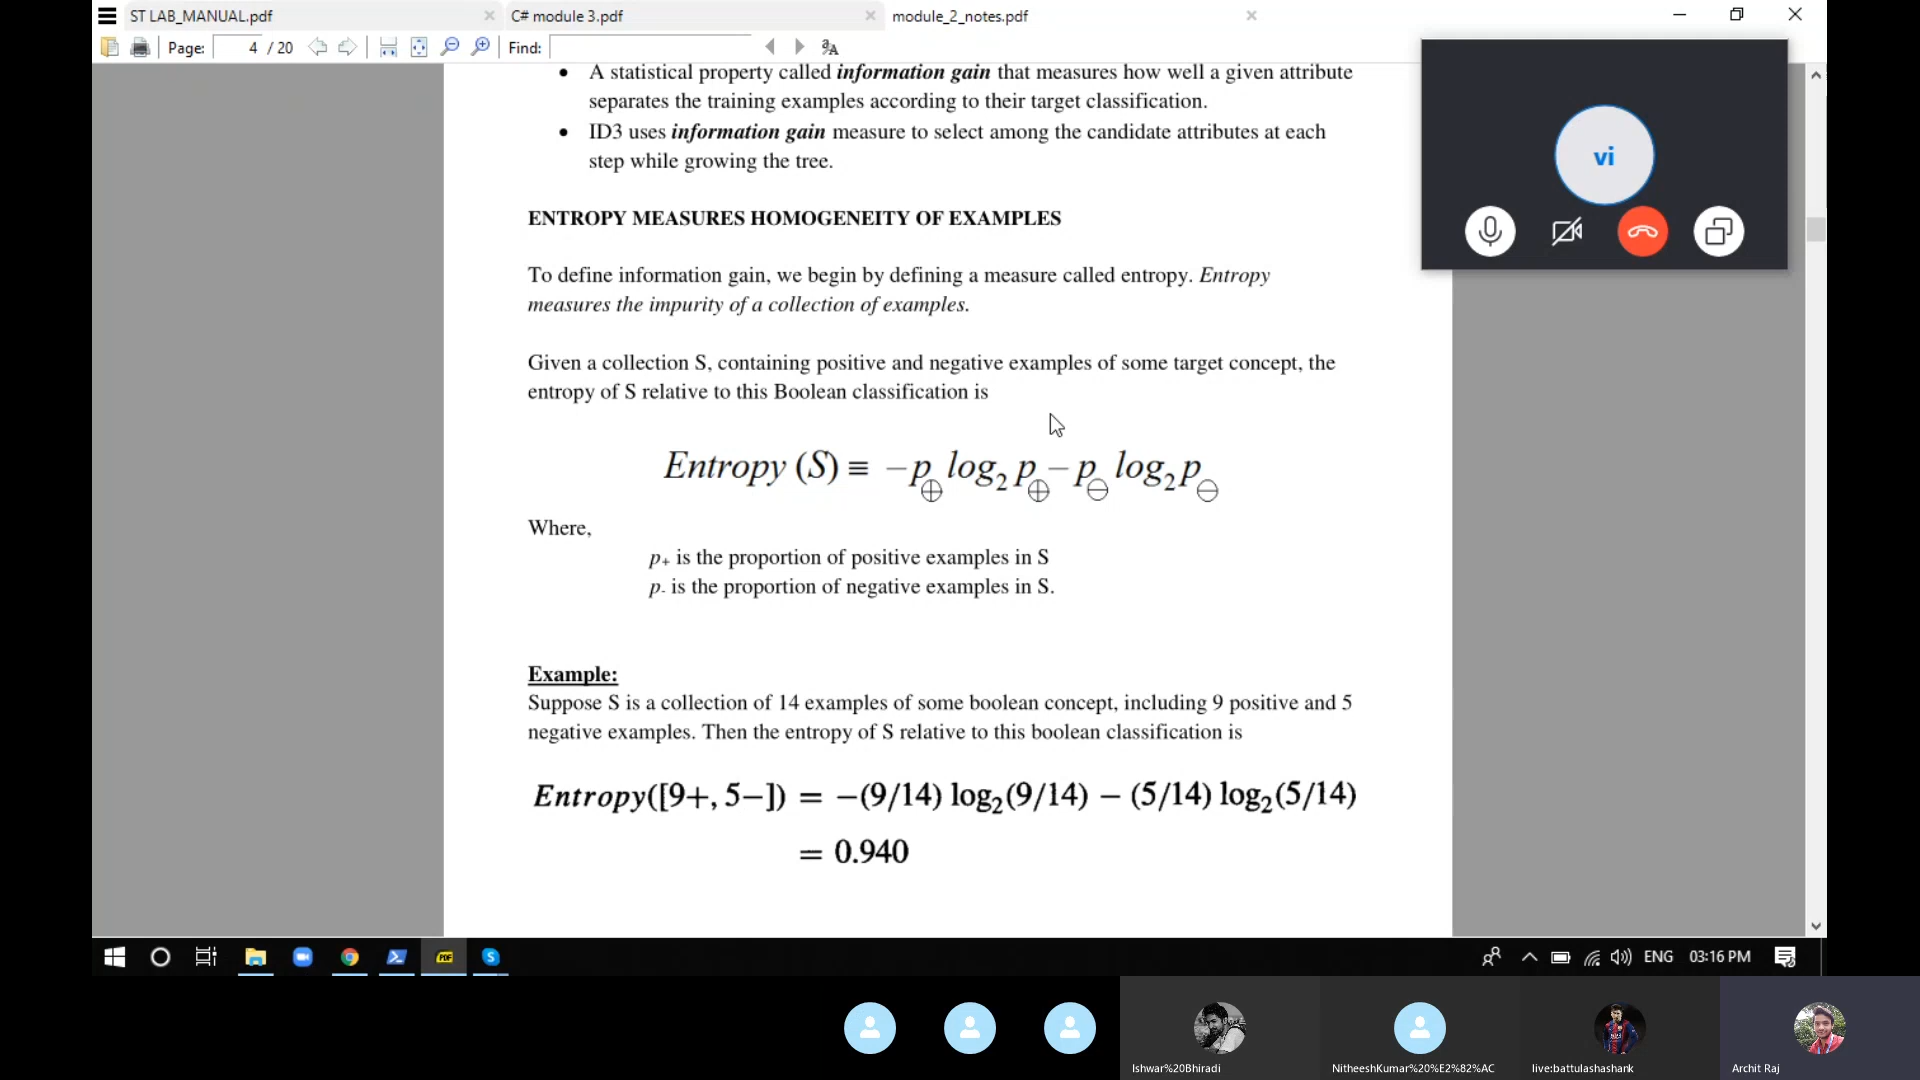 ST LAB_MANUAL.pdf
C# module 3.pdf
module_2_notes.pdf
Page: 4 / 20 Find:
• A statistical property called information gain that measures how well a given attribute
separates the training examples according to their target classification.
• ID3 uses information gain measure to select among the candidate attributes at each
step while growing the tree.
vi
ENTROPY MEASURES HOMOGENEITY OF EXAMPLES
To define information gain, we begin by defining a measure called entropy. Entropy
measures the impurity of a collection of examples.
Given a collection S, containing positive and negative examples of some target concept, the
entropy of S relative to this Boolean classification is
Entropy (S) ≡ −p⊕ log₂ p⊕ − p⊖ log₂ p⊖
Where,
p₊ is the proportion of positive examples in S
p₋ is the proportion of negative examples in S.
Example:
Suppose S is a collection of 14 examples of some boolean concept, including 9 positive and 5
negative examples. Then the entropy of S relative to this boolean classification is
Entropy([9+, 5−]) = −(9/14) log₂(9/14) − (5/14) log₂(5/14)
= 0.940
PDF
S
ENG 03:16 PM
Ishwar%20Bhiradi
NitheeshKumar%20%E2%82%AC
live:battulashashank
Archit Raj